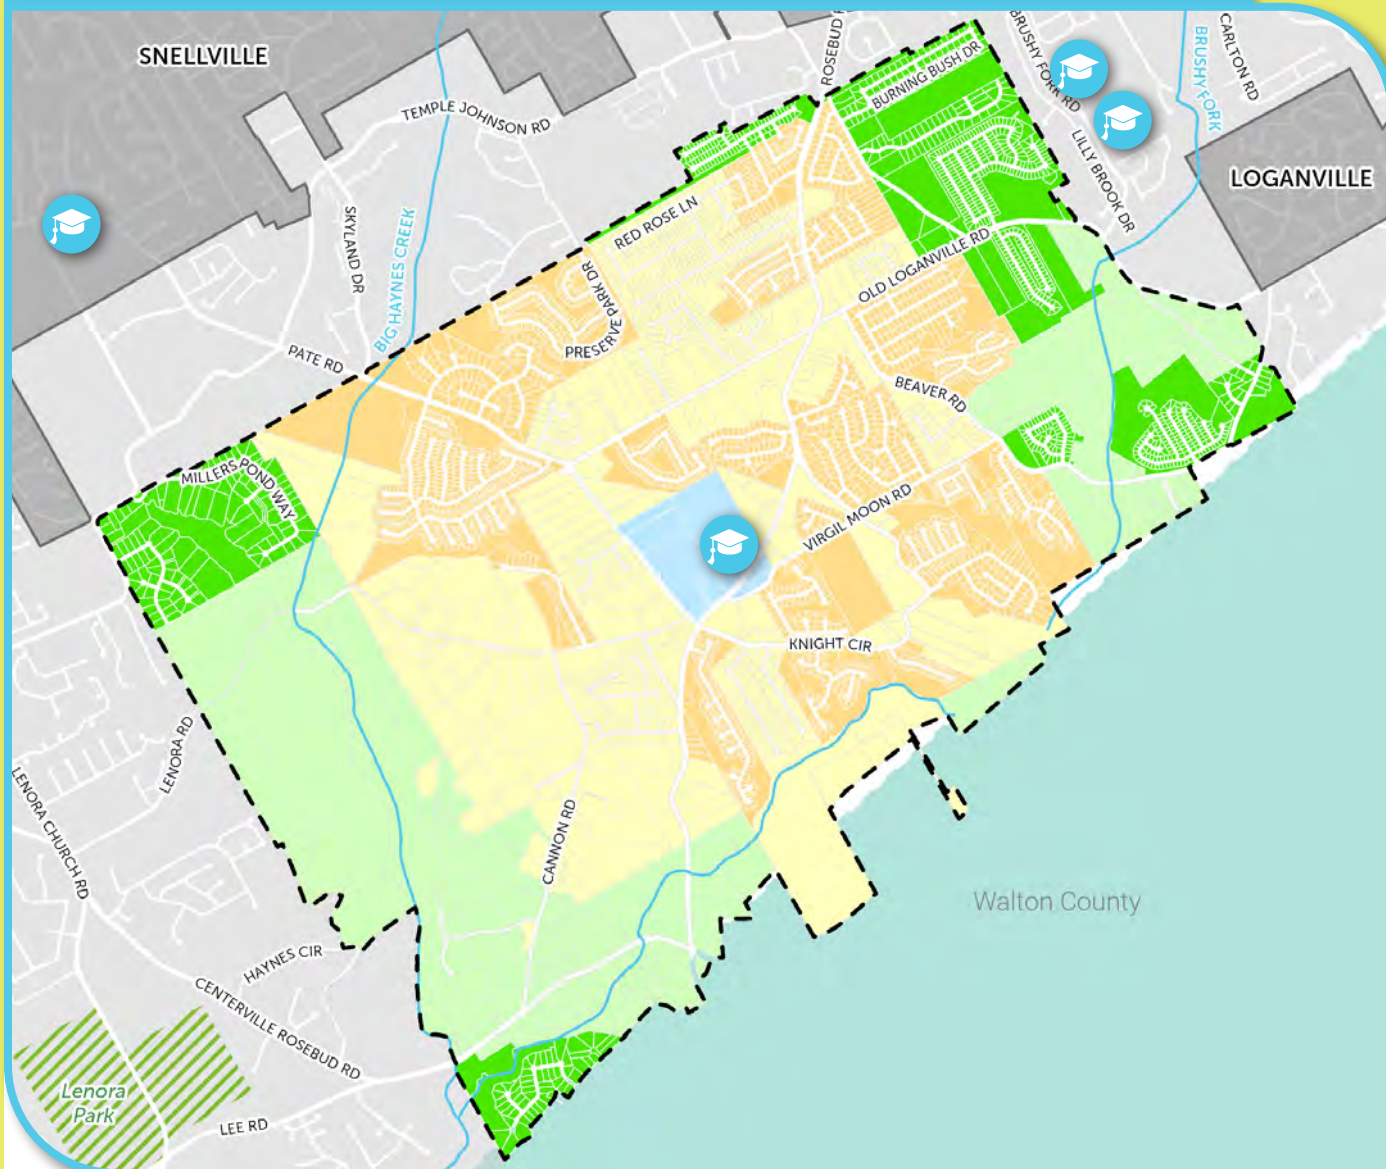 SNELLVILLE
TEMPLE JOHNSON RD
ROSEBUD
BURNING BUSH DR
BRUSHY FORK RD
BRUSHY FORK
CARLTON RD
LILLY BROOK DR
LOGANVILLE
SKYLAND DR
BIG HAYNES CREEK
RED ROSE LN
OLD LOGANVILLE RD
PRESERVE PARK DR
PATE RD
BEAVER RD
MILLERS POND WAY
VIRGIL MOON RD
KNIGHT CIR
LENORA RD
LENORA CHURCH RD
CANNON RD
Walton County
HAYNES CIR
CENTERVILLE ROSEBUD RD
Lenora
Park
LEE RD